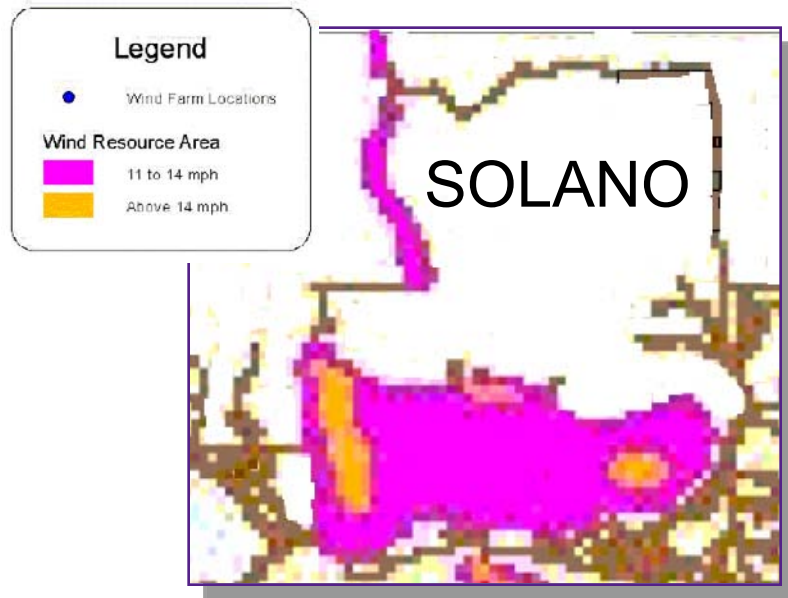 Legend
Wind Farm Locations
Wind Resource Area
11 to 14 mph
Above 14 mph
SOLANO